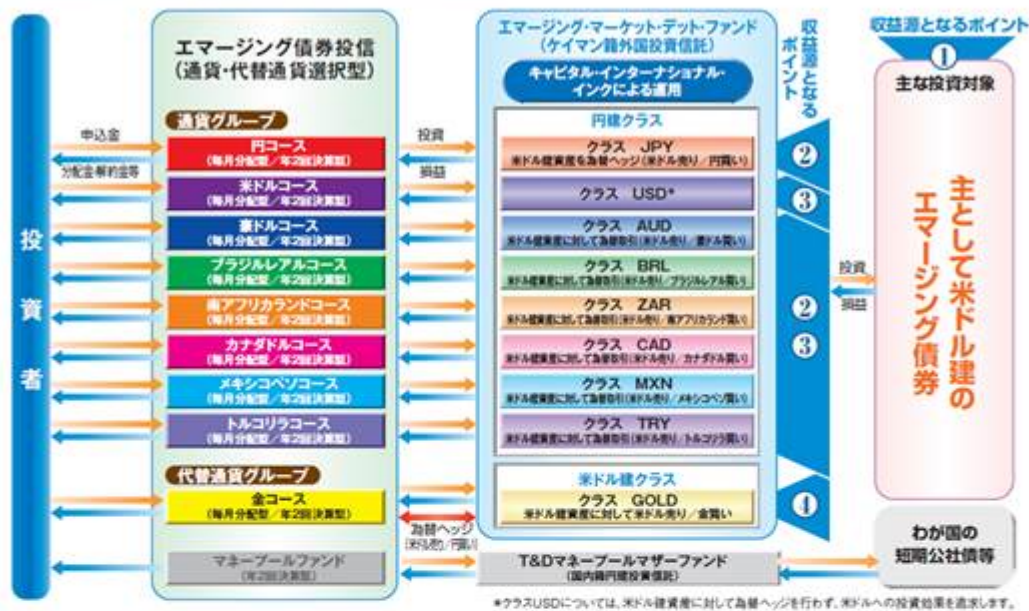 エマージング債券投信
(通貨・代替通貨選択型)
エマージング・マーケット・デット・ファンド
(ケイマン籍外国投資信託)
キャピタル・インターナショナル・
インクによる運用
収益源となる
ポイント
収益源となるポイント
①
主な投資対象
主として米ドル建の
エマージング債券
投資者
申込金
分配金・解約金等
通貨グループ
円コース
(毎月分配型/年2回決算型)
米ドルコース
(毎月分配型/年2回決算型)
豪ドルコース
(毎月分配型/年2回決算型)
ブラジルレアルコース
(毎月分配型/年2回決算型)
南アフリカランドコース
(毎月分配型/年2回決算型)
カナダドルコース
(毎月分配型/年2回決算型)
メキシコペソコース
(毎月分配型/年2回決算型)
トルコリラコース
(毎月分配型/年2回決算型)
代替通貨グループ
金コース
(毎月分配型/年2回決算型)
マネープールファンド
(年2回決算型)
投資
損益
為替ヘッジ
(米ドル売り/円買い)
円建クラス
クラス JPY
米ドル建資産を為替ヘッジ(米ドル売り/円買い)
クラス USD*
クラス AUD
米ドル建資産に対して為替取引(米ドル売り/豪ドル買い)
クラス BRL
米ドル建資産に対して為替取引(米ドル売り/ブラジルレアル買い)
クラス ZAR
米ドル建資産に対して為替取引(米ドル売り/南アフリカランド買い)
クラス CAD
米ドル建資産に対して為替取引(米ドル売り/カナダドル買い)
クラス MXN
米ドル建資産に対して為替取引(米ドル売り/メキシコペソ買い)
クラス TRY
米ドル建資産に対して為替取引(米ドル売り/トルコリラ買い)
米ドル建クラス
クラス GOLD
米ドル建資産に対して米ドル売り/金買い
T&Dマネープールマザーファンド
(国内籍円建投資信託)
②
③
②
③
④
投資
損益
わが国の
短期公社債等
*クラスUSDについては、米ドル建資産に対して為替ヘッジを行わず、米ドルへの投資効果を追求します。